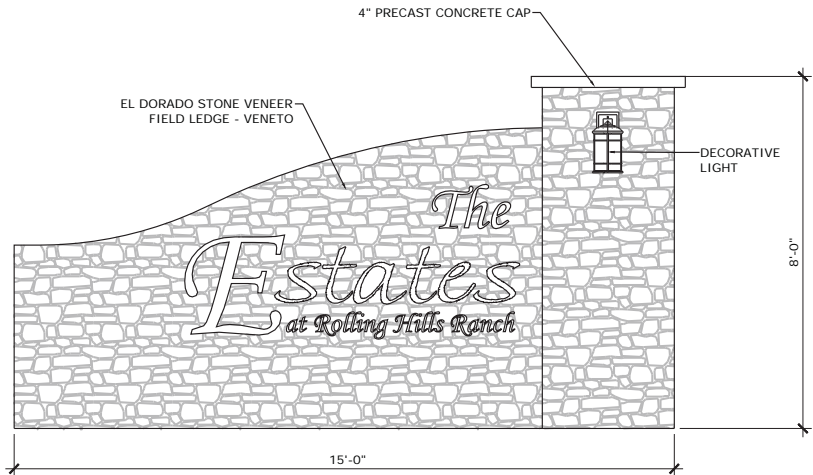 4" PRECAST CONCRETE CAP
EL DORADO STONE VENEER
FIELD LEDGE - VENETO
DECORATIVE
LIGHT
The
Estates
at Rolling Hills Ranch
8'-0"
15'-0"